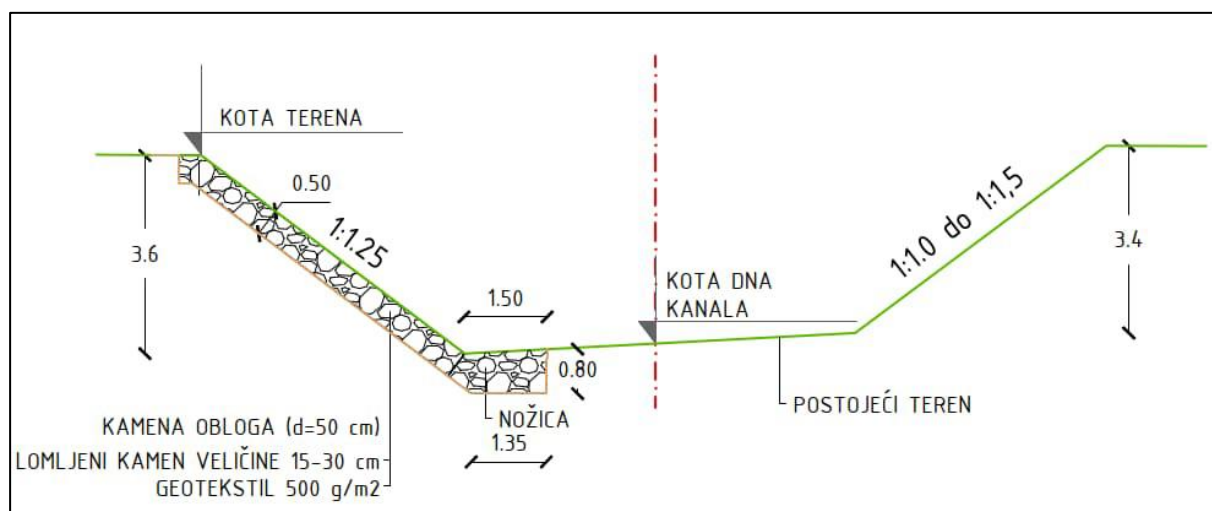 KOTA TERENA
0.50
1:1.25
3.6
1.50
KOTA DNA
KANALA
1:1.0 do 1:1,5
3.4
0.80
POSTOJEĆI TEREN
NOŽICA
1.35
KAMENA OBLOGA (d=50 cm)
LOMLJENI KAMEN VELIČINE 15-30 cm
GEOTEKSTIL 500 g/m2